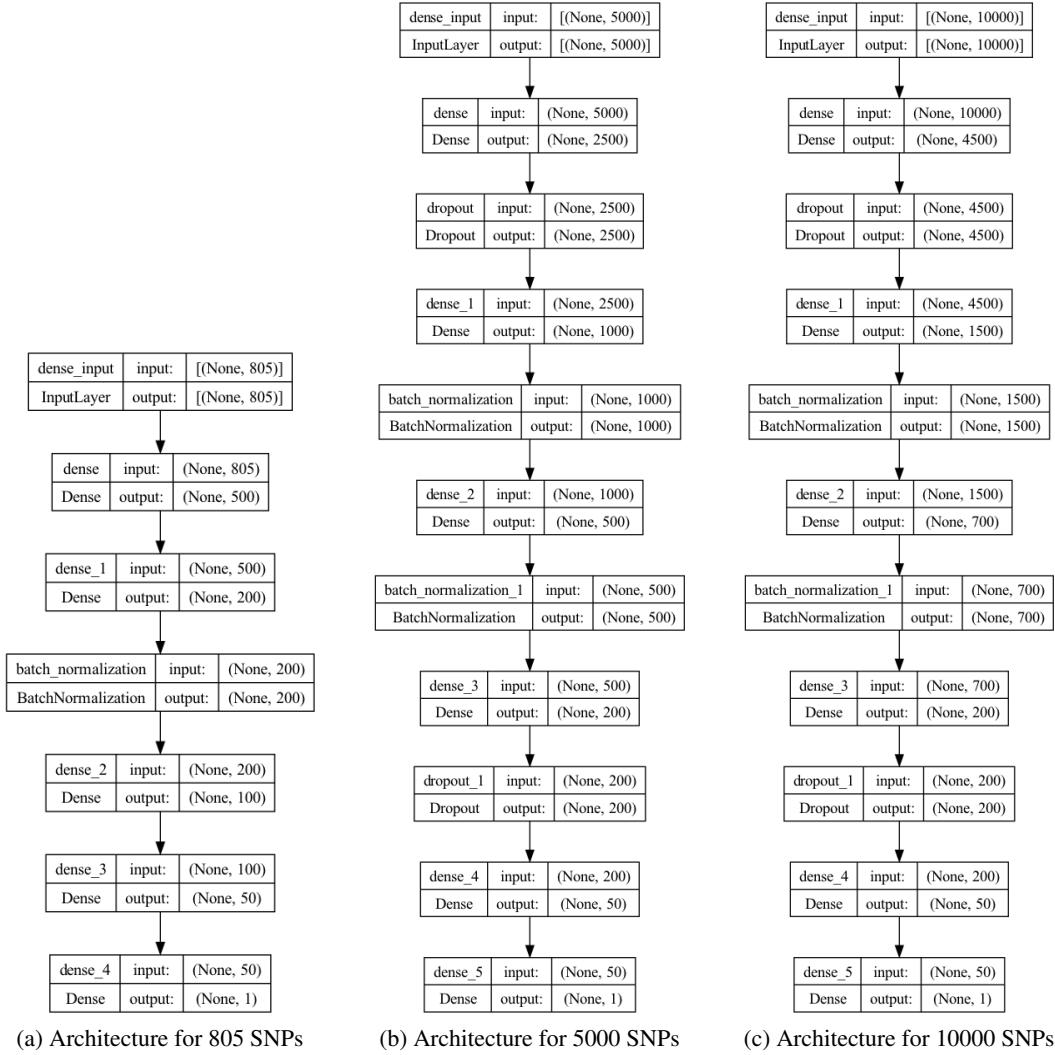 dense_input input: [(None, 805)]
InputLayer output: [(None, 805)]
dense input: (None, 805)
Dense output: (None, 500)
dense_1 input: (None, 500)
Dense output: (None, 200)
batch_normalization input: (None, 200)
BatchNormalization output: (None, 200)
dense_2 input: (None, 200)
Dense output: (None, 100)
dense_3 input: (None, 100)
Dense output: (None, 50)
dense_4 input: (None, 50)
Dense output: (None, 1)
(a) Architecture for 805 SNPs
dense_input input: [(None, 5000)]
InputLayer output: [(None, 5000)]
dense input: (None, 5000)
Dense output: (None, 2500)
dropout input: (None, 2500)
Dropout output: (None, 2500)
dense_1 input: (None, 2500)
Dense output: (None, 1000)
batch_normalization input: (None, 1000)
BatchNormalization output: (None, 1000)
dense_2 input: (None, 1000)
Dense output: (None, 500)
batch_normalization_1 input: (None, 500)
BatchNormalization output: (None, 500)
dense_3 input: (None, 500)
Dense output: (None, 200)
dropout_1 input: (None, 200)
Dropout output: (None, 200)
dense_4 input: (None, 200)
Dense output: (None, 50)
dense_5 input: (None, 50)
Dense output: (None, 1)
(b) Architecture for 5000 SNPs
dense_input input: [(None, 10000)]
InputLayer output: [(None, 10000)]
dense input: (None, 10000)
Dense output: (None, 4500)
dropout input: (None, 4500)
Dropout output: (None, 4500)
dense_1 input: (None, 4500)
Dense output: (None, 1500)
batch_normalization input: (None, 1500)
BatchNormalization output: (None, 1500)
dense_2 input: (None, 1500)
Dense output: (None, 700)
batch_normalization_1 input: (None, 700)
BatchNormalization output: (None, 700)
dense_3 input: (None, 700)
Dense output: (None, 200)
dropout_1 input: (None, 200)
Dropout output: (None, 200)
dense_4 input: (None, 200)
Dense output: (None, 50)
dense_5 input: (None, 50)
Dense output: (None, 1)
(c) Architecture for 10000 SNPs